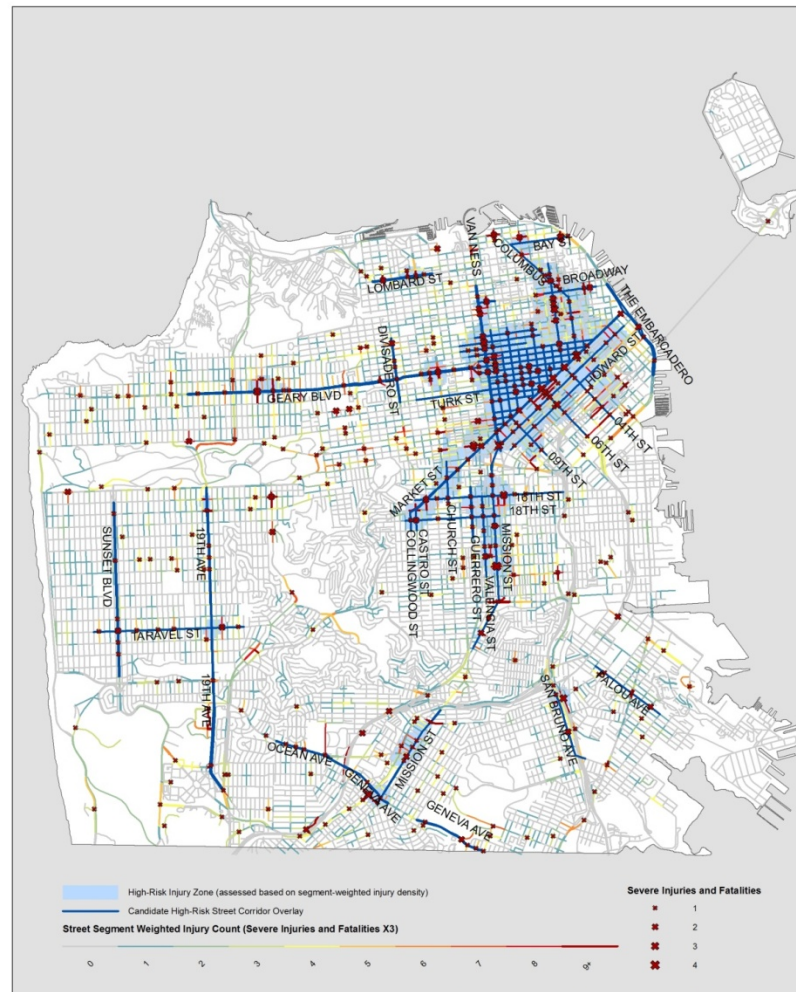 VAN NESS
BAY ST
COLUMBUS
BROADWAY
LOMBARD ST
THE EMBARCADERO
DIVISADERO ST
HOWARD ST
GEARY BLVD
TURK ST
04TH ST
06TH ST
09TH ST
MARKET ST
16TH ST
18TH ST
SUNSET BLVD
19TH AVE
CHURCH ST
CASTRO ST
COLLINGWOOD ST
GUERRERO ST
VALENCIA ST
MISSION ST
TARAVEL ST
19TH AVE
PALOU AVE
SAN BRUNO AVE
OCEAN AVE
MISSION ST
GENEVA AVE
GENEVA AVE
High-Risk Injury Zone (assessed based on segment-weighted injury density)
Candidate High-Risk Street Corridor Overlay
Street Segment Weighted Injury Count (Severe Injuries and Fatalities X3)
0 1 2 3 4 5 6 7 8 9+
Severe Injuries and Fatalities
1
2
3
4